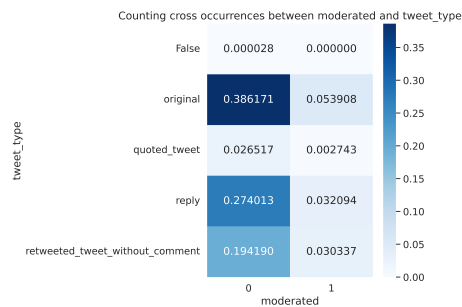 Counting cross occurrences between moderated and tweet_type
False 0.000028 0.000000
original 0.386171 0.053908
quoted_tweet 0.026517 0.002743
reply 0.274013 0.032094
retweeted_tweet_without_comment 0.194190 0.030337
0 1
moderated
tweet_type
0.35
0.30
0.25
0.20
0.15
0.10
0.05
0.00